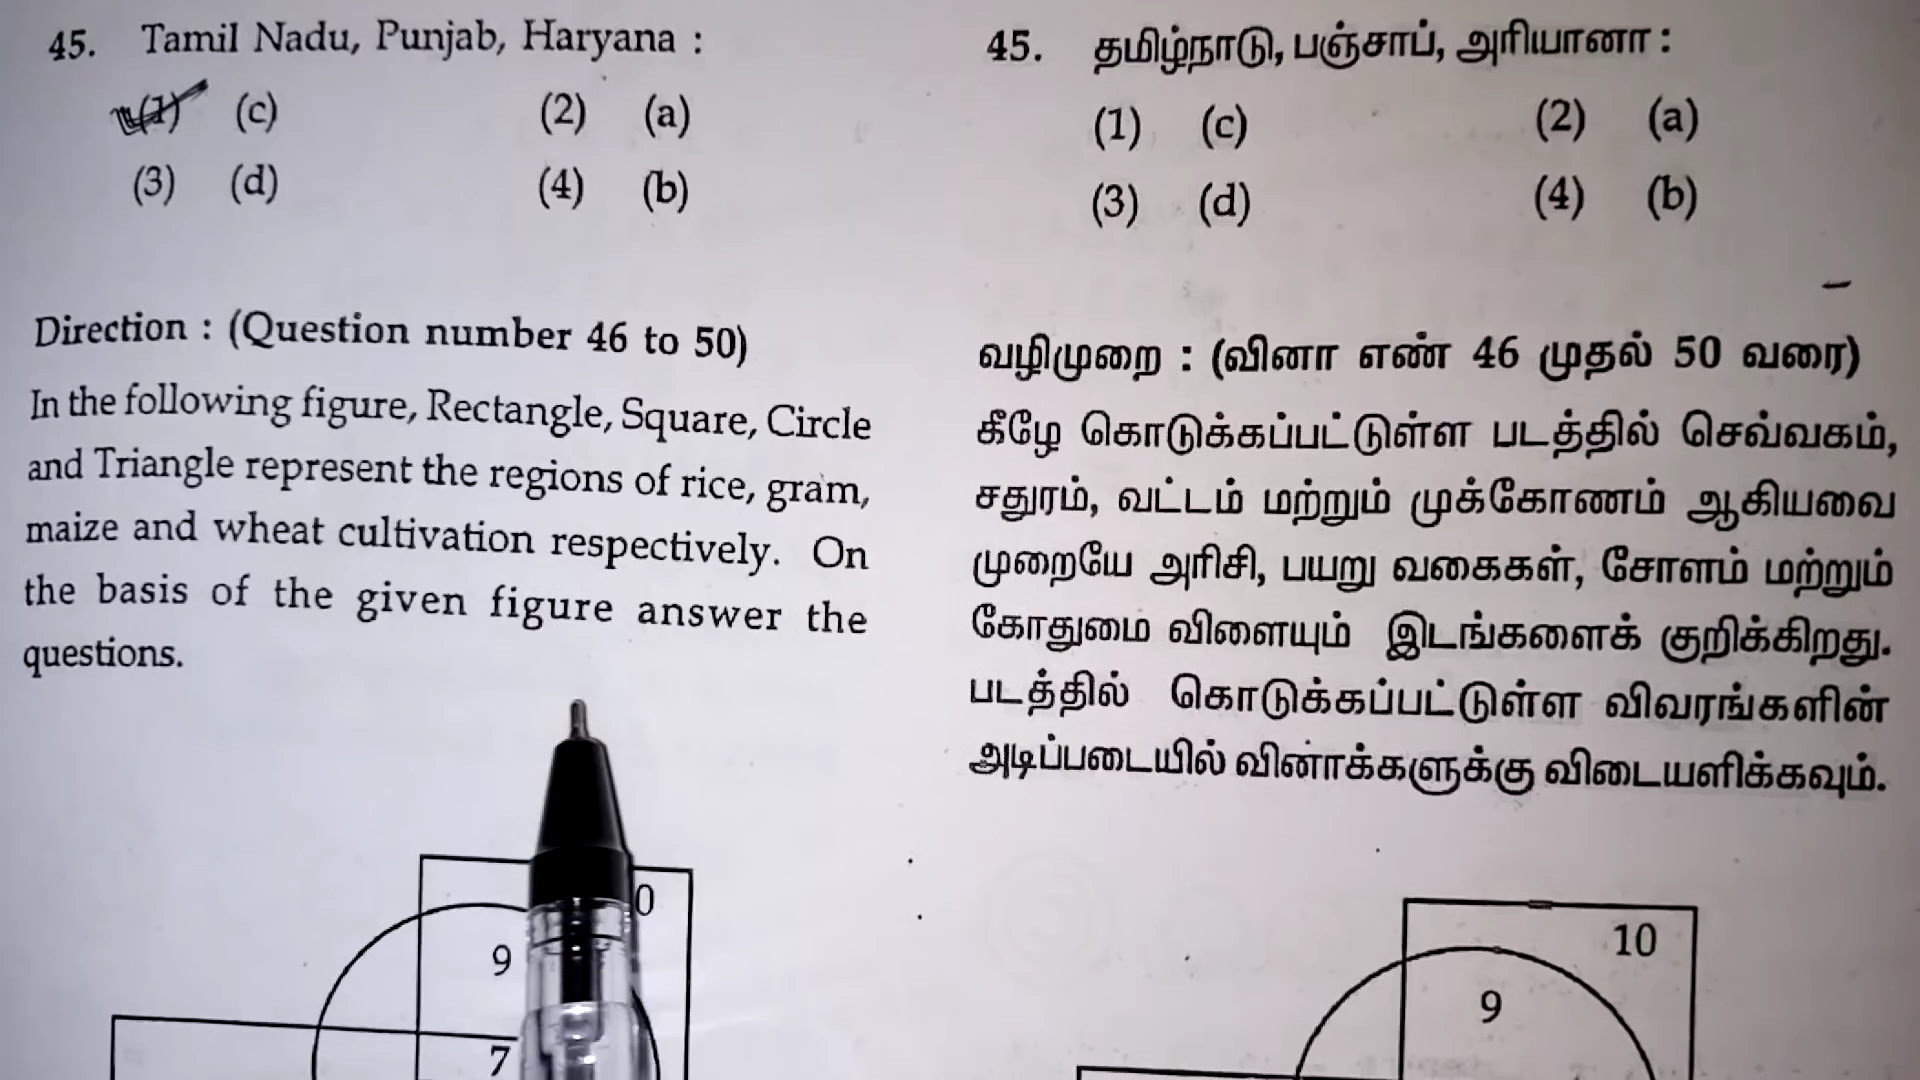 45. Tamil Nadu, Punjab, Haryana :
(1) (c) (2) (a)
(3) (d) (4) (b)
Direction : (Question number 46 to 50)
In the following figure, Rectangle, Square, Circle
and Triangle represent the regions of rice, gram,
maize and wheat cultivation respectively. On
the basis of the given figure answer the
questions.
0
9
7
45. தமிழ்நாடு, பஞ்சாப், அரியானா :
(1) (c) (2) (a)
(3) (d) (4) (b)
வழிமுறை : (வினா எண் 46 முதல் 50 வரை)
கீழே கொடுக்கப்பட்டுள்ள படத்தில் செவ்வகம்,
சதுரம், வட்டம் மற்றும் முக்கோணம் ஆகியவை
முறையே அரிசி, பயறு வகைகள், சோளம் மற்றும்
கோதுமை விளையும் இடங்களைக் குறிக்கிறது.
படத்தில் கொடுக்கப்பட்டுள்ள விவரங்களின்
அடிப்படையில் வினாக்களுக்கு விடையளிக்கவும்.
10
9